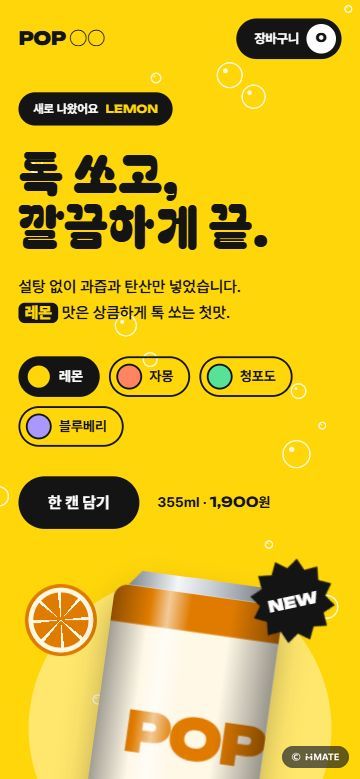 POP
장바구니 0
새로 나왔어요 LEMON
톡 쏘고,
깔끔하게 끝.
설탕 없이 과즙과 탄산만 넣었습니다.
레몬 맛은 상큼하게 톡 쏘는 첫맛.
레몬 자몽 청포도
블루베리
한 캔 담기 355ml · 1,900원
NEW
POP
© HMATE